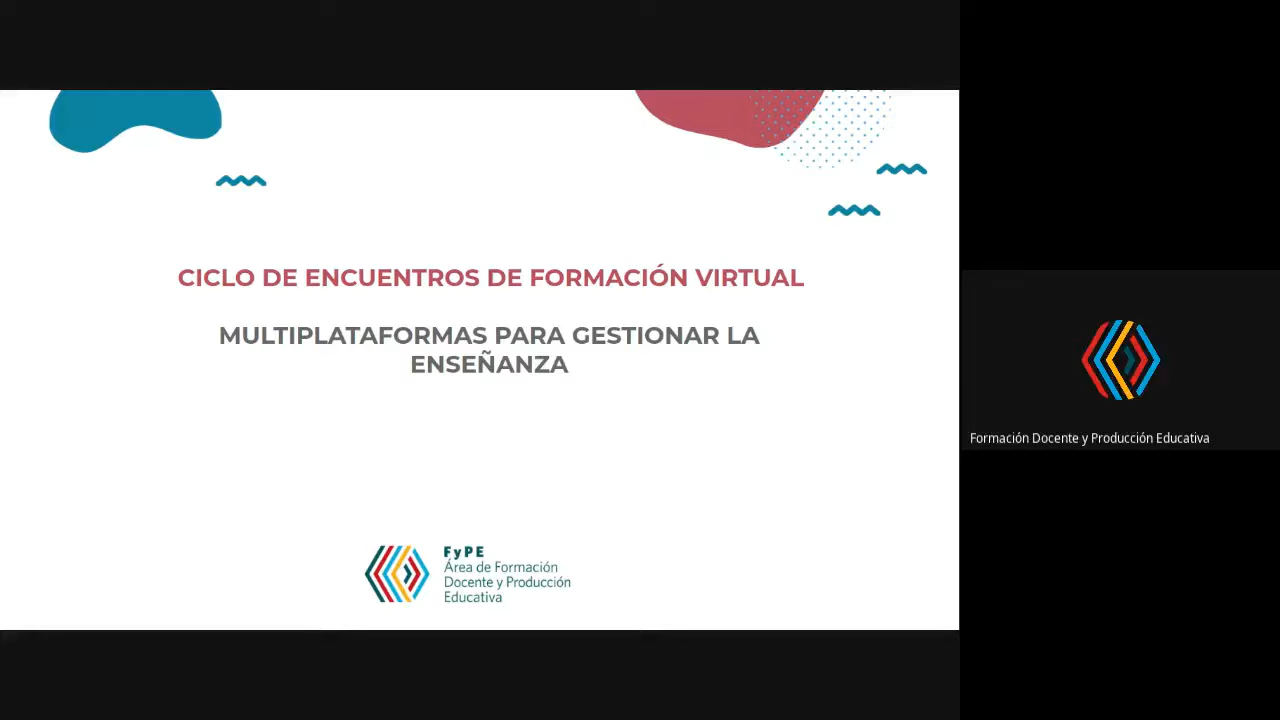 CICLO DE ENCUENTROS DE FORMACIÓN VIRTUAL
MULTIPLATAFORMAS PARA GESTIONAR LA
ENSEÑANZA
FyPE
Área de Formación
Docente y Producción
Educativa
Formación Docente y Producción Educativa